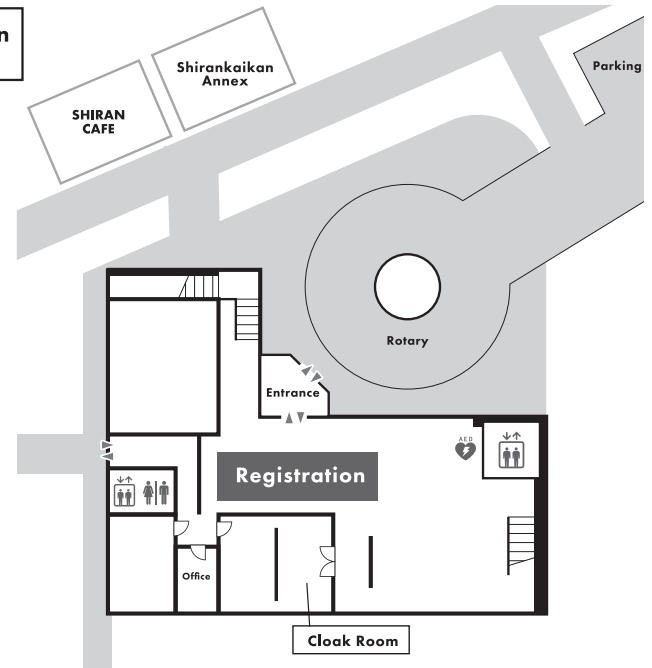 n
SHIRAN
CAFE
Shirankaikan
Annex
Parking
Rotary
Entrance
AED
Registration
Office
Cloak Room